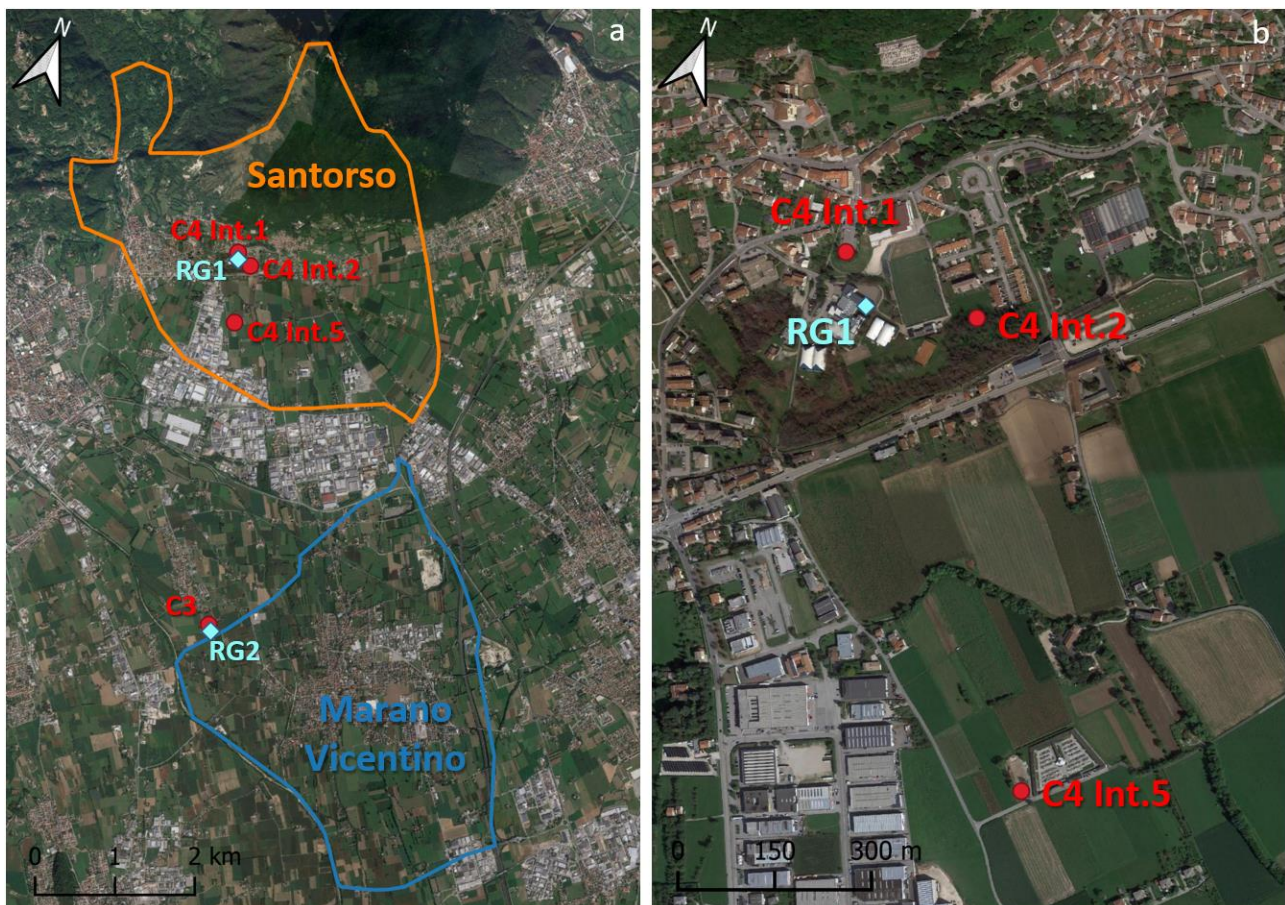 N
a
Santorso
C4 Int.1
RG1
C4 Int.2
C4 Int.5
C3
RG2
Marano
Vicentino
0 1 2 km
N
b
C4 Int.1
RG1
C4 Int.2
C4 Int.5
0 150 300 m